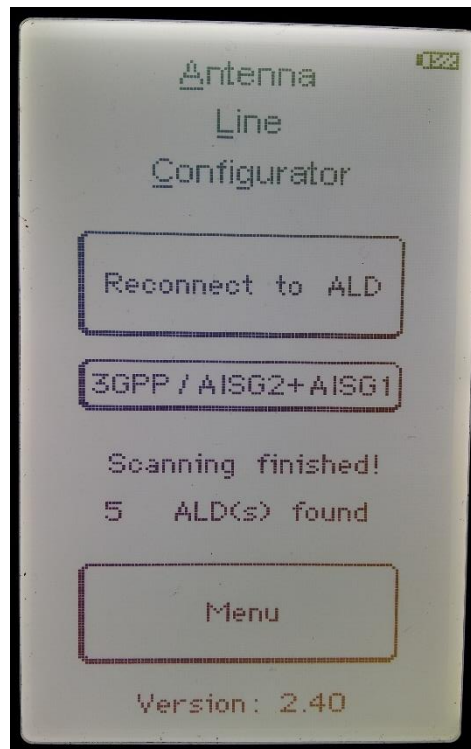 Antenna
Line
Configurator
Reconnect to ALD
3GPP / AISG2+AISG1
Scanning finished!
5 ALD(s) found
Menu
Version: 2.40